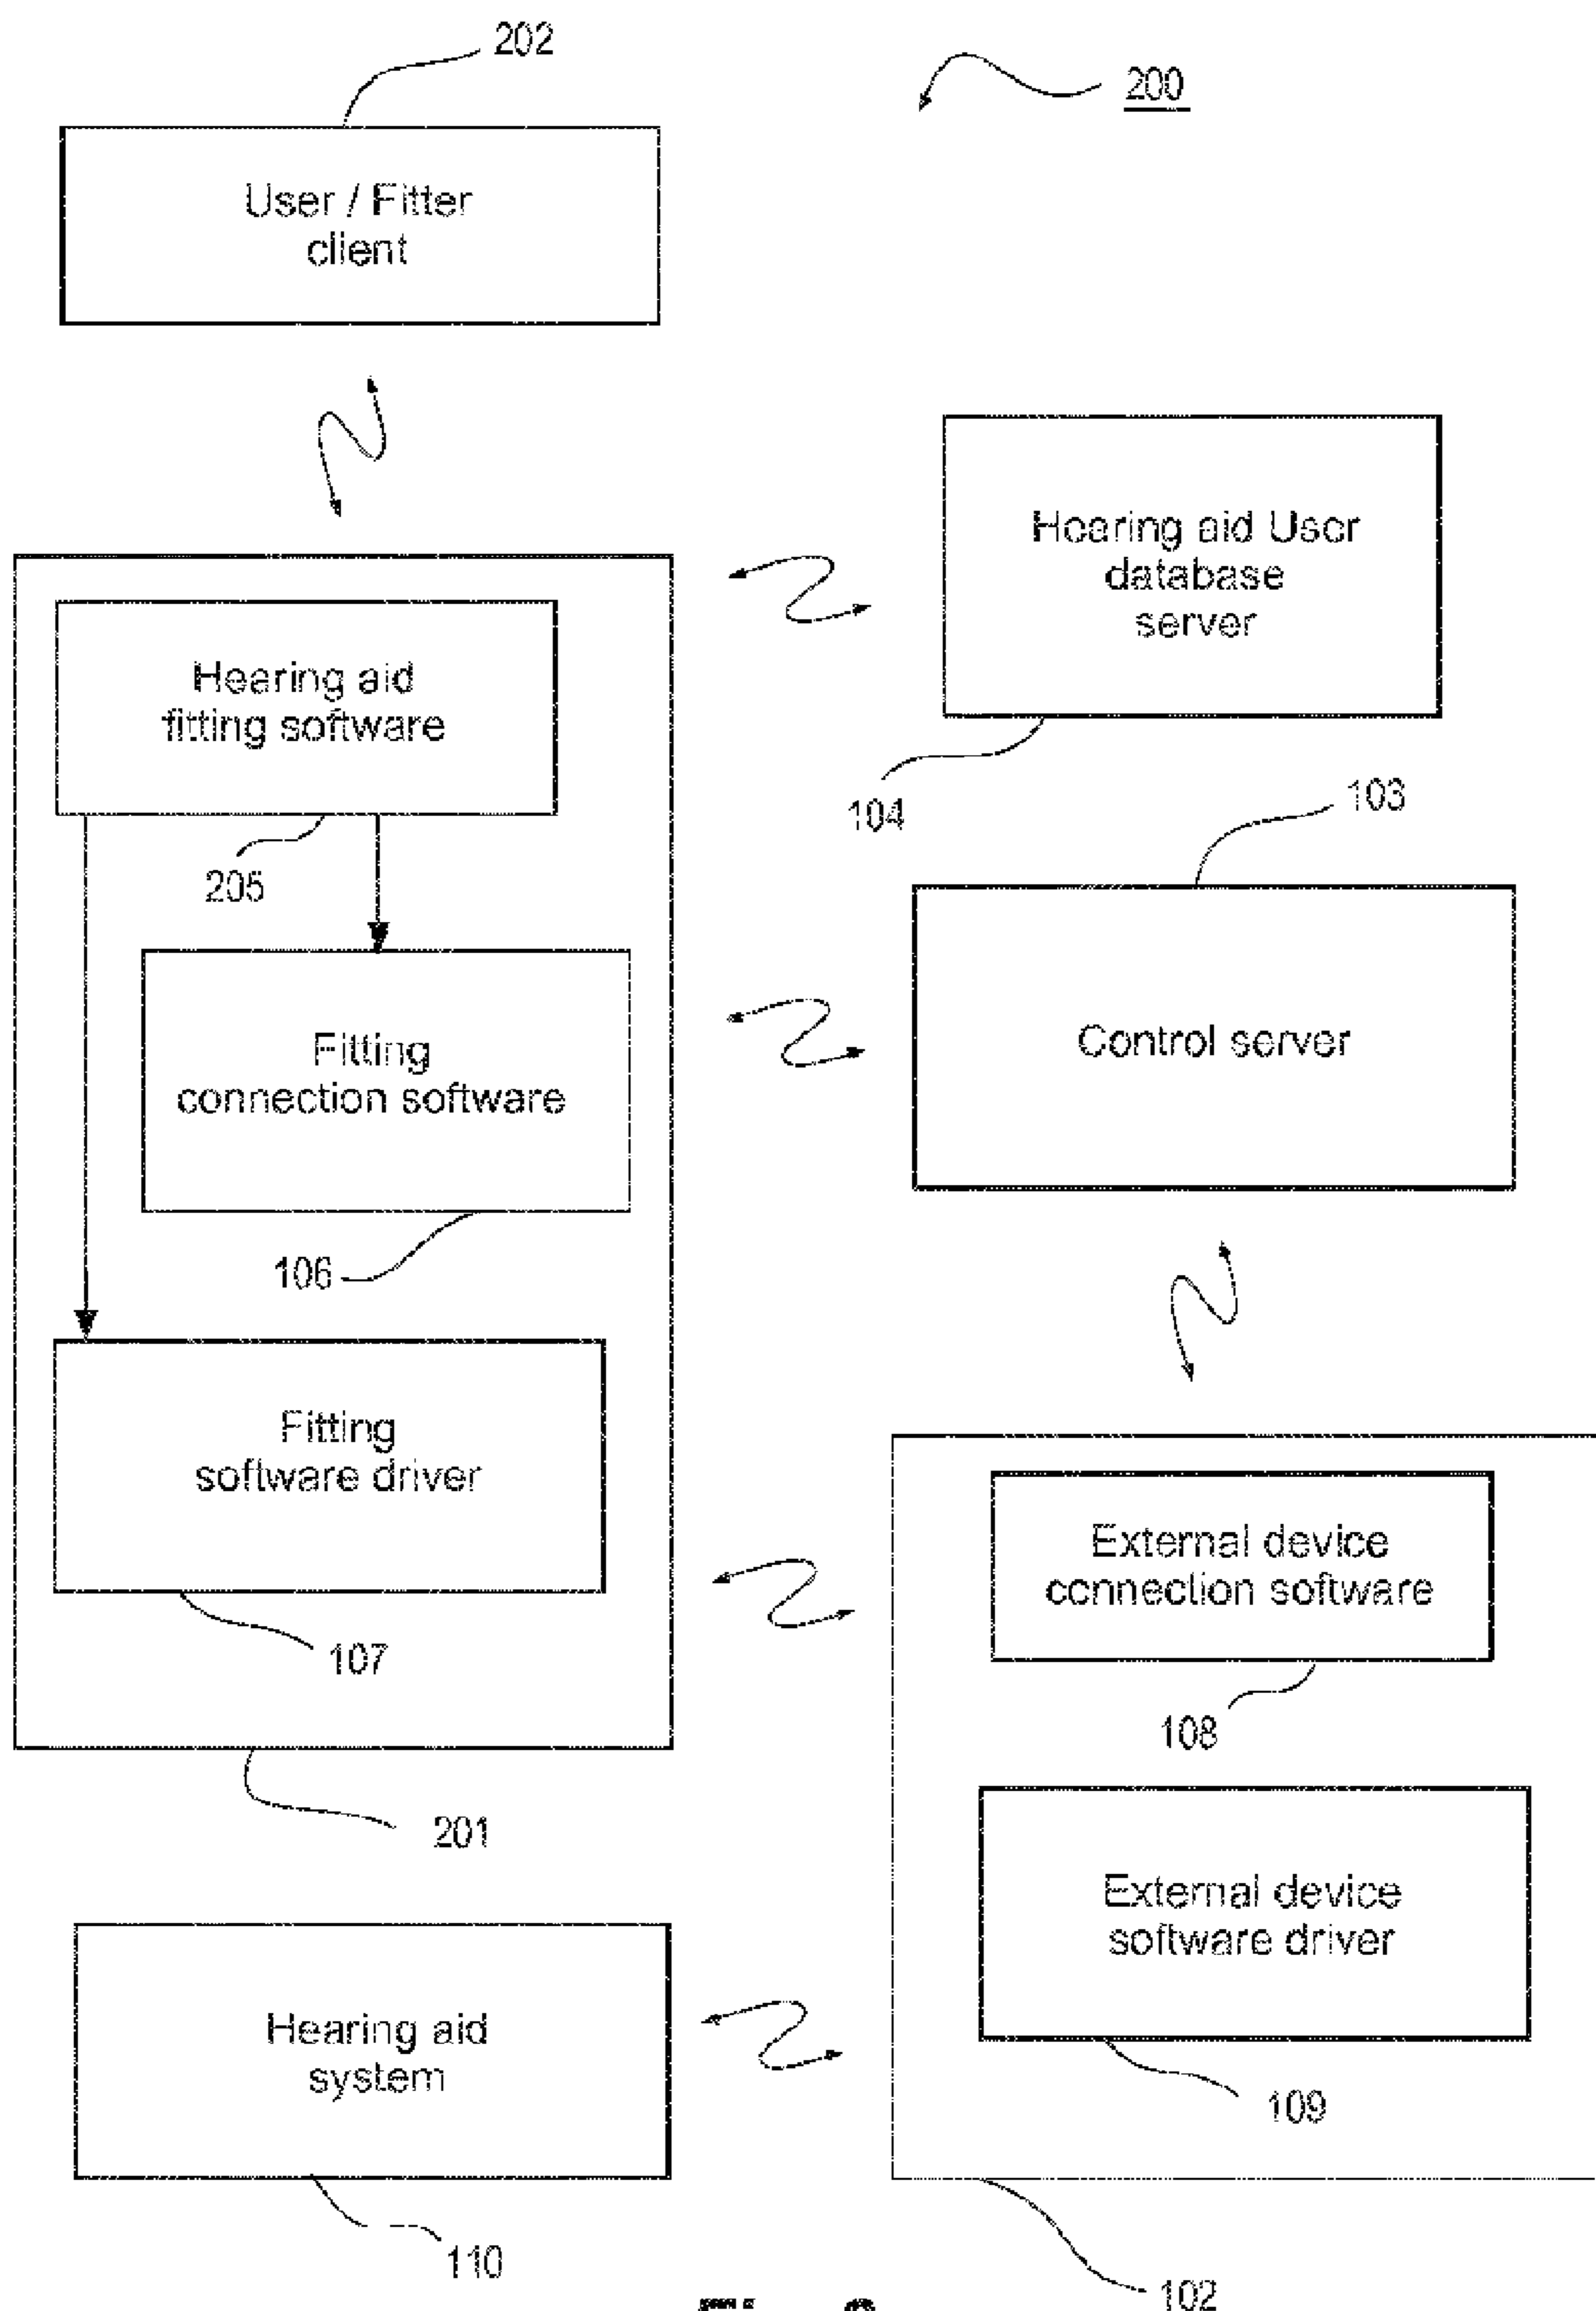 202
200
User / Fitter
client
Hearing aid User
database
server
104
Hearing aid
fitting software
205
103
Control server
Fitting
connection software
106
Fitting
software driver
107
201
External device
connection software
108
External device
software driver
109
Hearing aid
system
110
102